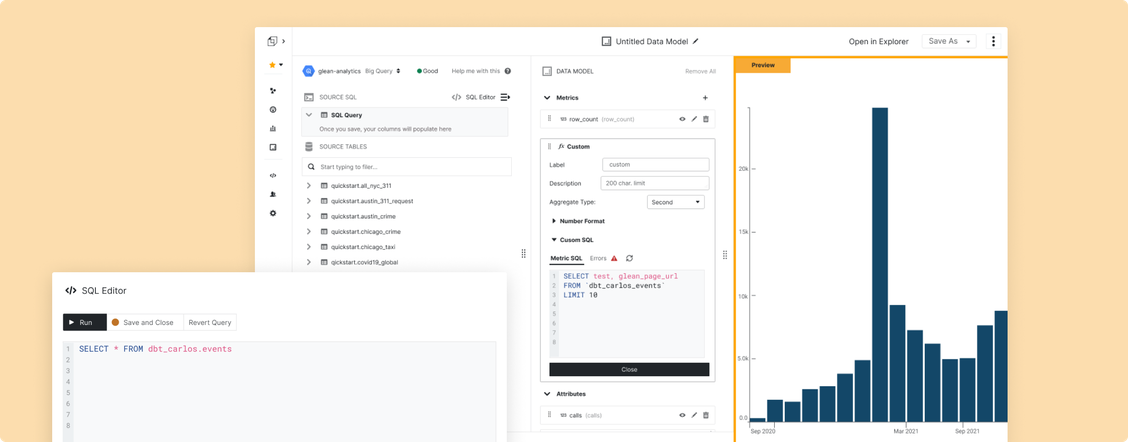 Untitled Data Model
Open in Explorer
Save As
glean-analytics
Big Query
Good
Help me with this
SOURCE SQL
SQL Editor
SQL Query
Once you save, your columns will populate here
SOURCE TABLES
Start typing to filer...
quickstart.all_nyc_311
quickstart.austin_311_request
quickstart.austin_crime
quickstart.chicago_crime
quickstart.chicago_taxi
qickstart.covid19_global
DATA MODEL
Remove All
Metrics
123 row_count (row_count)
fx Custom
Label
custom
Description
200 char. limit
Aggregate Type:
Second
Number Format
Cusom SQL
Metric SQL
Errors
1 SELECT test, glean_page_url
2 FROM `dbt_carlos_events`
3 LIMIT 10
4
5
6
7
8
Close
Attributes
123 calls (calls)
Preview
20k
15k
10k
5.0k
0.0
Sep 2020
Mar 2021
Sep 2021
SQL Editor
Run
Save and Close
Revert Query
1 SELECT * FROM dbt_carlos.events
2
3
4
5
6
7
8